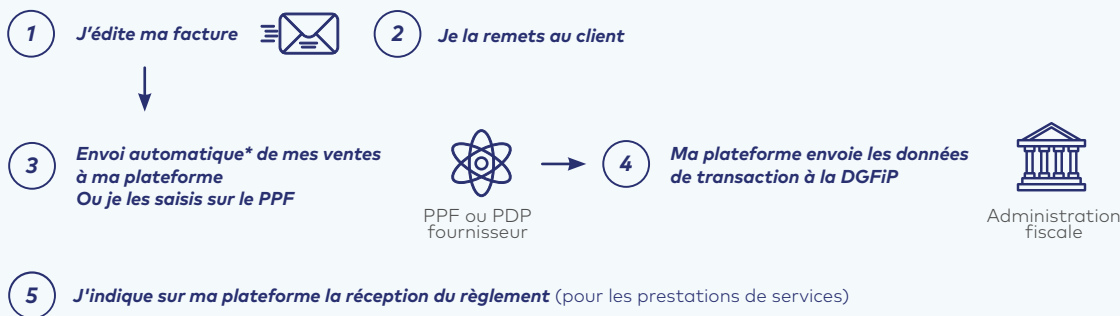 1 J'édite ma facture
2 Je la remets au client
3 Envoi automatique* de mes ventes
à ma plateforme
Ou je les saisis sur le PPF
PPF ou PDP
fournisseur
4 Ma plateforme envoie les données
de transaction à la DGFiP
Administration
fiscale
5 J'indique sur ma plateforme la réception du règlement (pour les prestations de services)